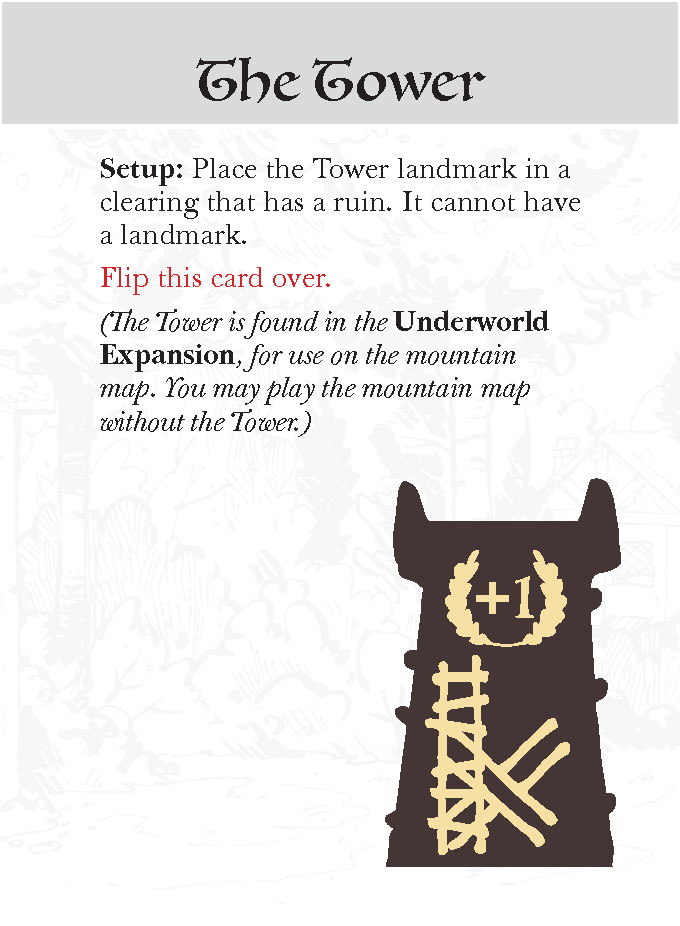 The Tower
Setup: Place the Tower landmark in a
clearing that has a ruin. It cannot have
a landmark.
Flip this card over.
(The Tower is found in the Underworld
Expansion, for use on the mountain
map. You may play the mountain map
without the Tower.)
+1